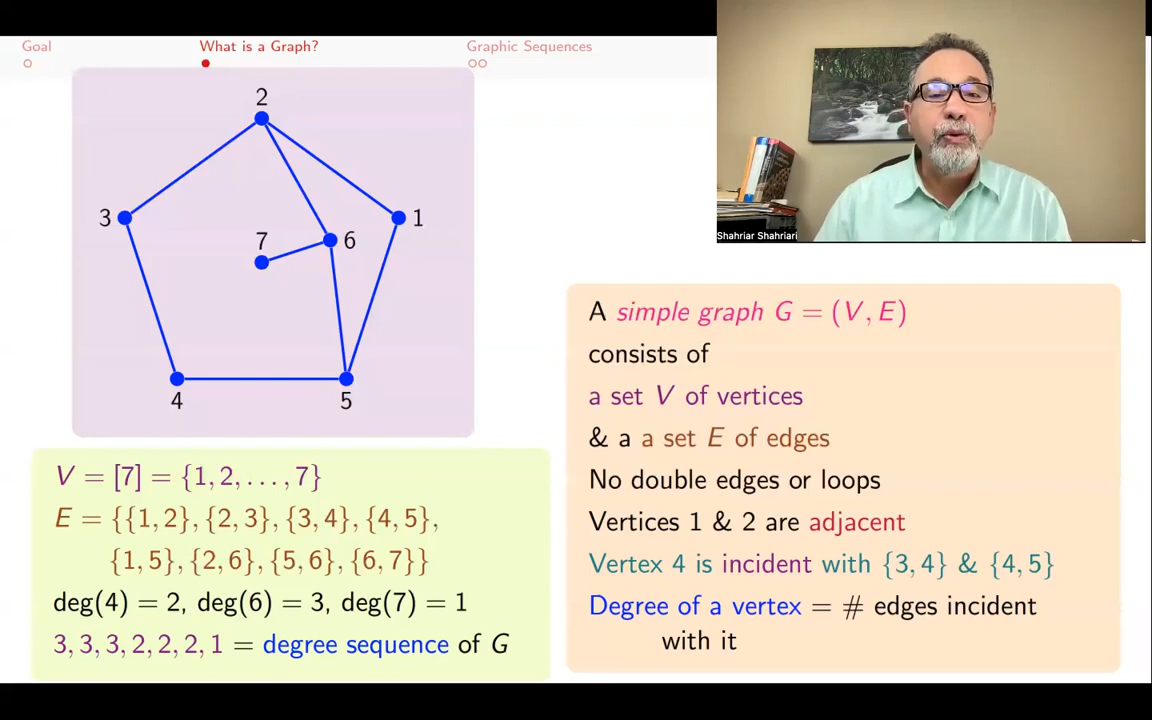 Goal
What is a Graph?
Graphic Sequences
2
3
1
7
6
4
5
Shahriar Shahriari
V = [7] = {1, 2, . . . , 7}
E = {{1, 2}, {2, 3}, {3, 4}, {4, 5},
{1, 5}, {2, 6}, {5, 6}, {6, 7}}
deg(4) = 2, deg(6) = 3, deg(7) = 1
3, 3, 3, 2, 2, 2, 1 = degree sequence of G
A simple graph G = (V, E)
consists of
a set V of vertices
& a a set E of edges
No double edges or loops
Vertices 1 & 2 are adjacent
Vertex 4 is incident with {3, 4} & {4, 5}
Degree of a vertex = # edges incident
with it